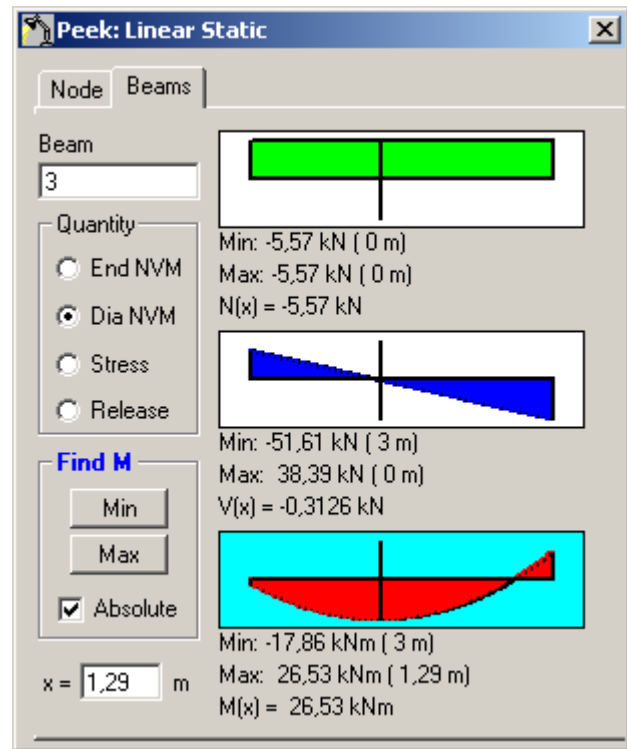 Peek: Linear Static
Node Beams
Beam
3
Quantity
End NVM
Dia NVM
Stress
Release
Find M
Min
Max
Absolute
x = 1,29 m
Min: -5,57 kN ( 0 m)
Max: -5,57 kN ( 0 m)
N(x) = -5,57 kN
Min: -51,61 kN ( 3 m)
Max: 38,39 kN ( 0 m)
V(x) = -0,3126 kN
Min: -17,86 kNm ( 3 m)
Max: 26,53 kNm ( 1,29 m)
M(x) = 26,53 kNm